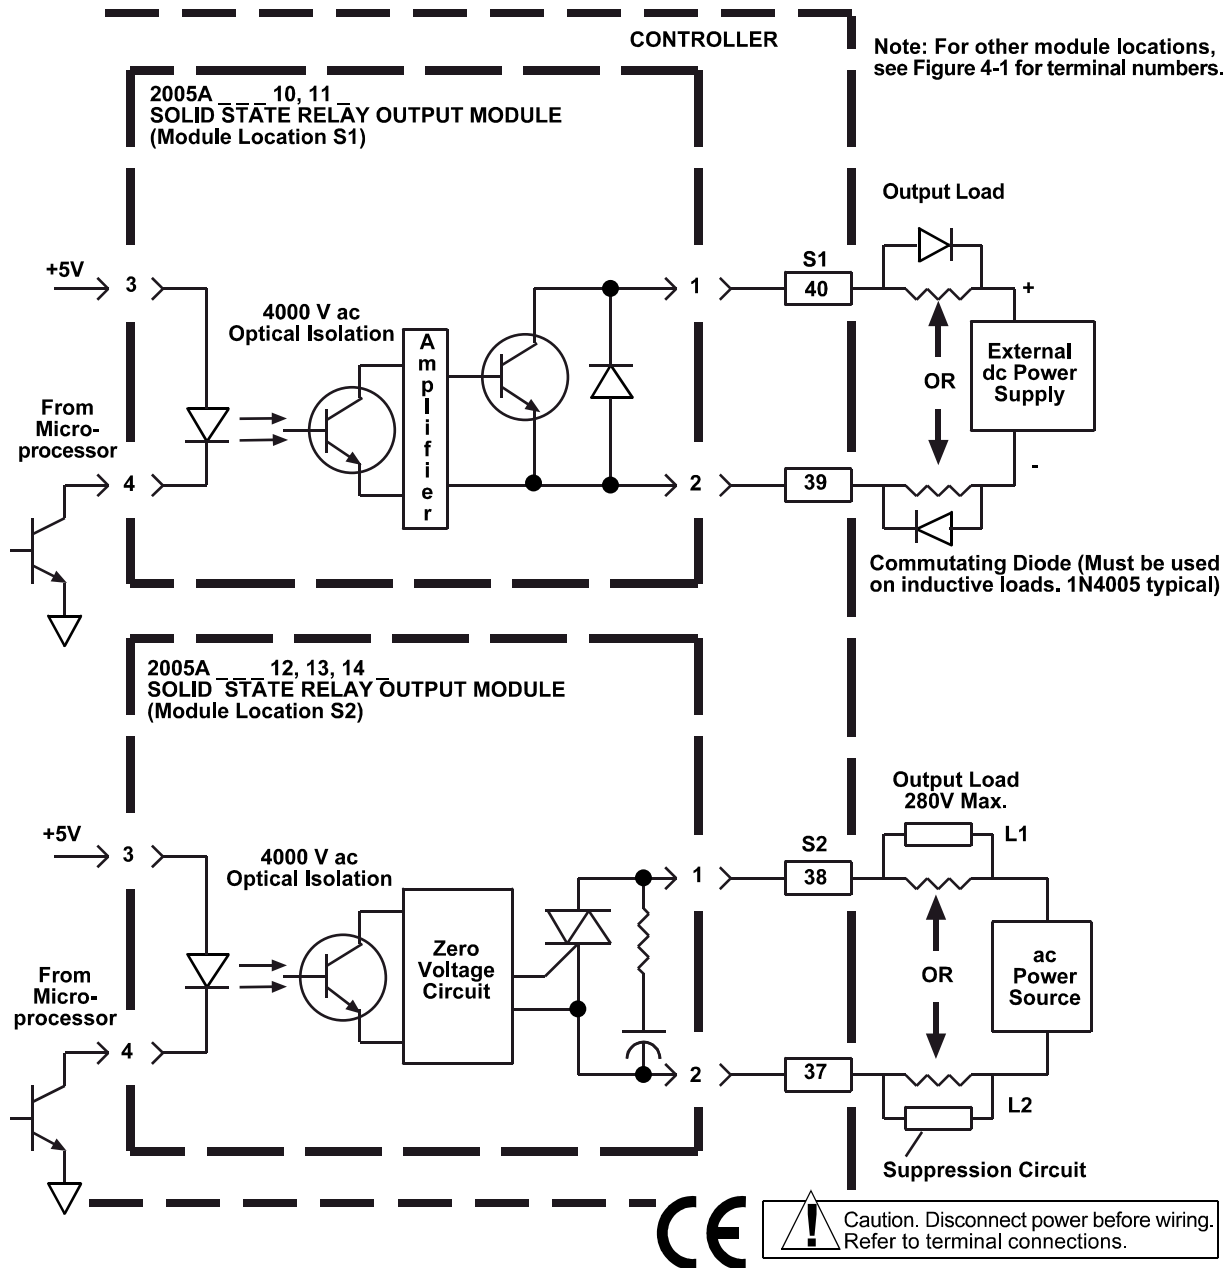 CONTROLLER
Note: For other module locations,
see Figure 4-1 for terminal numbers.
2005A _ _ _ 10, 11 _
SOLID STATE RELAY OUTPUT MODULE
(Module Location S1)
Output Load
+5V
3
4000 V ac
Optical Isolation
Amplifier
1
S1
40
+
External
dc Power
Supply
OR
From
Micro-
processor
4
2
39
-
Commutating Diode (Must be used
on inductive loads. 1N4005 typical)
2005A _ _ _ 12, 13, 14 _
SOLID STATE RELAY OUTPUT MODULE
(Module Location S2)
Output Load
280V Max.
L1
+5V
3
4000 V ac
Optical Isolation
Zero
Voltage
Circuit
1
S2
38
ac
Power
Source
OR
From
Micro-
processor
4
2
37
L2
Suppression Circuit
CE
!
Caution. Disconnect power before wiring.
Refer to terminal connections.